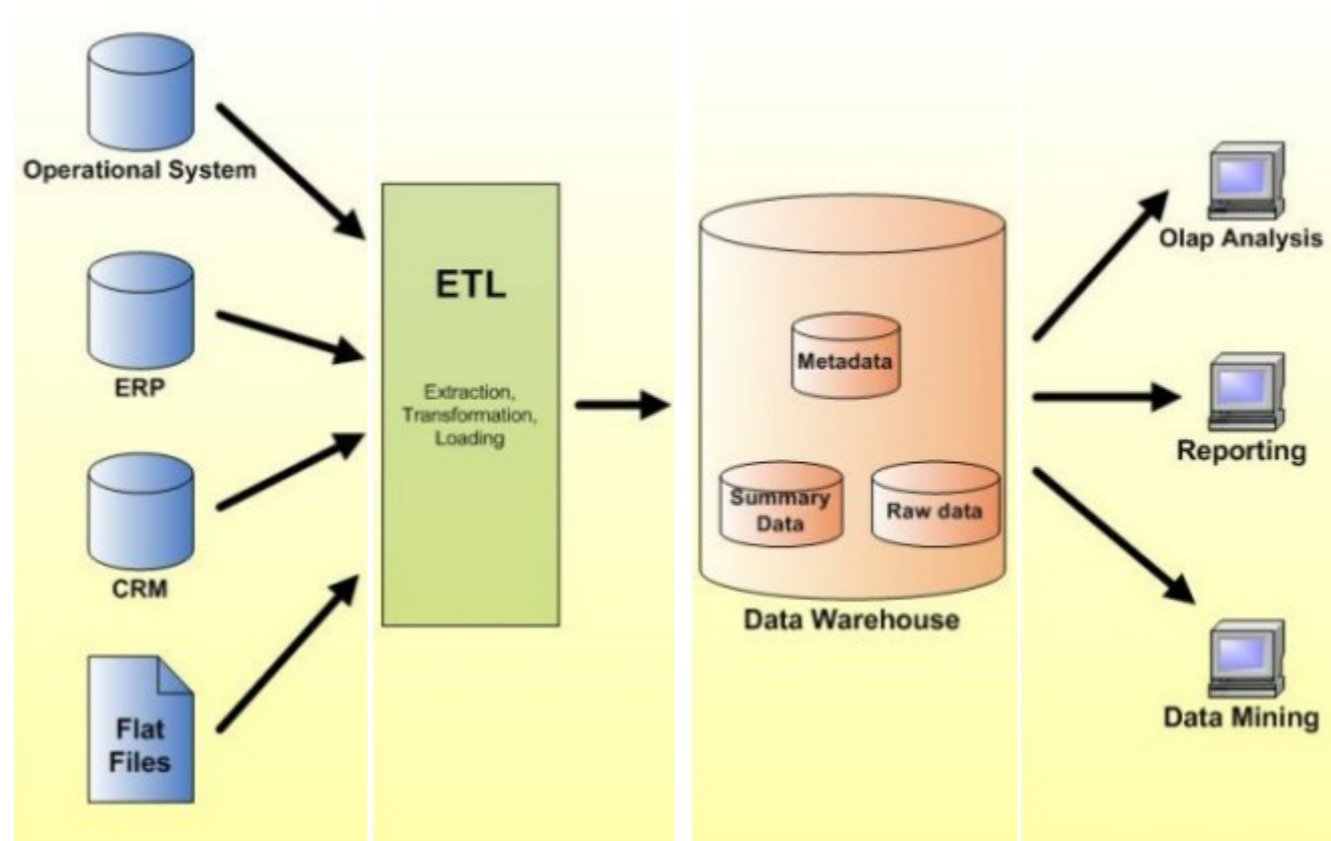 Operational System
ERP
CRM
Flat
Files
ETL
Extraction,
Transformation,
Loading
Metadata
Summary
Data
Raw data
Data Warehouse
Olap Analysis
Reporting
Data Mining